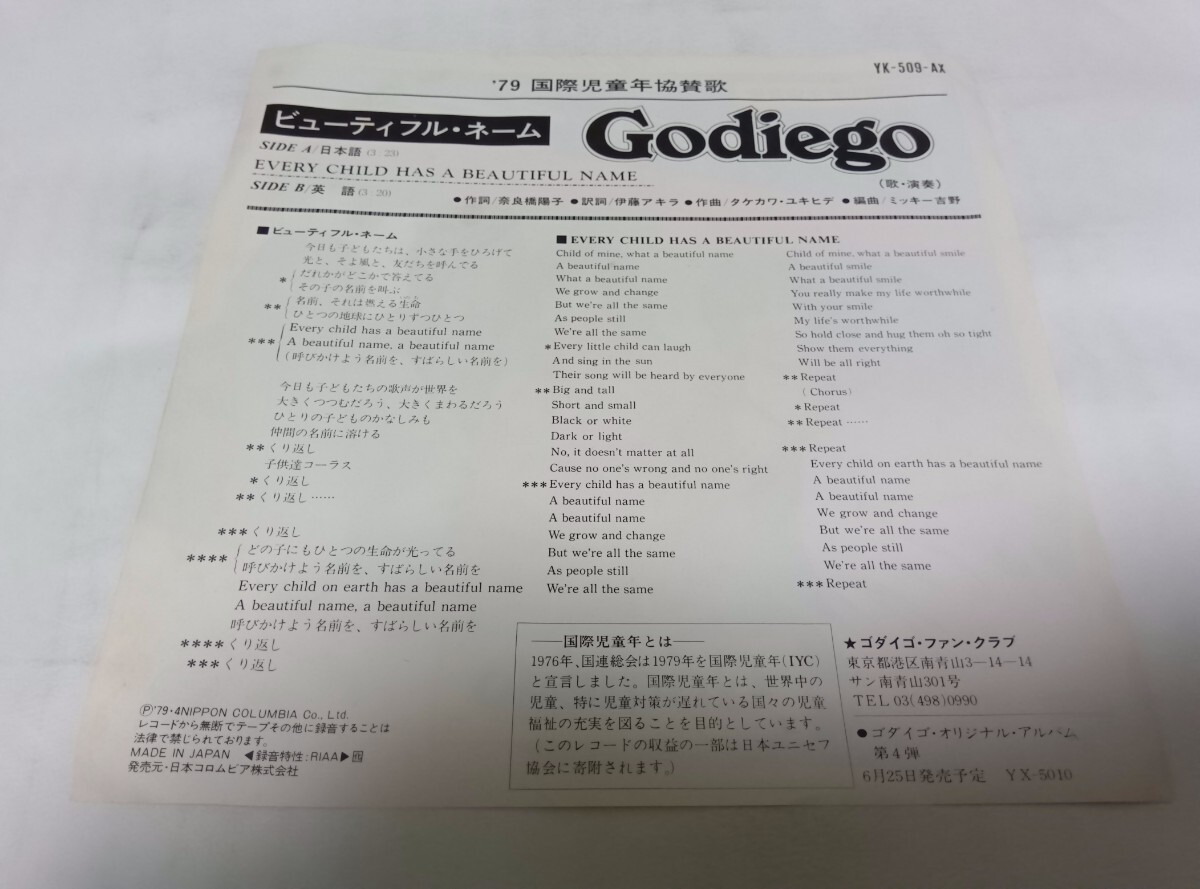 YK-509-AX
'79 国際児童年協賛歌
ビューティフル・ネーム
SIDE A/日本語(3 23)
EVERY CHILD HAS A BEAUTIFUL NAME
SIDE B/英 語(3 20)
Godiego
(歌・演奏)
●作詞/奈良橋陽子●訳詞/伊藤アキラ●作曲/タケカワ・ユキヒデ●編曲/ミッキー吉野
■ビューティフル・ネーム
今日も子どもたちは、小さな手をひろげて
光と、そよ風と、友だちを呼んでる
*だれかがどこかで答えてる
その子の名前を叫ぶ
**名前、それは燃える生命
ひとつの地球にひとりずつひとつ
Every child has a beautiful name
***A beautiful name, a beautiful name
(呼びかけよう名前を、すばらしい名前を)
今日も子どもたちの歌声が世界を
大きくつつむだろう、大きくまわるだろう
ひとりの子どものかなしみも
仲間の名前に溶ける
**くり返し
子供達コーラス
*くり返し
**くり返し……
***くり返し
****どの子にもひとつの生命が光ってる
呼びかけよう名前を、すばらしい名前を
Every child on earth has a beautiful name
A beautiful name, a beautiful name
呼びかけよう名前を、すばらしい名前を
****くり返し
***くり返し
■EVERY CHILD HAS A BEAUTIFUL NAME
Child of mine, what a beautiful name
A beautiful name
What a beautiful name
We grow and change
But we're all the same
As people still
We're all the same
*Every little child can laugh
And sing in the sun
Their song will be heard by everyone
**Big and tall
Short and small
Black or white
Dark or light
No, it doesn't matter at all
Cause no one's wrong and no one's right
***Every child has a beautiful name
A beautiful name
A beautiful name
We grow and change
But we're all the same
As people still
We're all the same
Child of mine, what a beautiful smile
A beautiful smile
What a beautiful smile
You really make my life worthwhile
With your smile
My life's worthwhile
So hold close and hug them oh so tight
Show them everything
Will be all right
**Repeat
(Chorus)
*Repeat
**Repeat……
***Repeat
Every child on earth has a beautiful name
A beautiful name
A beautiful name
We grow and change
But we're all the same
As people still
We're all the same
***Repeat
Ⓟ'79・4NIPPON COLUMBIA Co., Ltd.
レコードから無断でテープその他に録音することは
法律で禁じられております。
MADE IN JAPAN ◀録音特性:RIAA▶
発売元・日本コロムビア株式会社
——国際児童年とは——
1976年、国連総会は1979年を国際児童年(IYC)
と宣言しました。国際児童年とは、世界中の
児童、特に児童対策が遅れている国々の児童
福祉の充実を図ることを目的としています。
(このレコードの収益の一部は日本ユニセフ
協会に寄附されます。)
★ゴダイゴ・ファン・クラブ
東京都港区南青山3—14—14
サン南青山301号
TEL 03(498)0990
●ゴダイゴ・オリジナル・アルバム
第4弾
6月25日発売予定 YX-5010